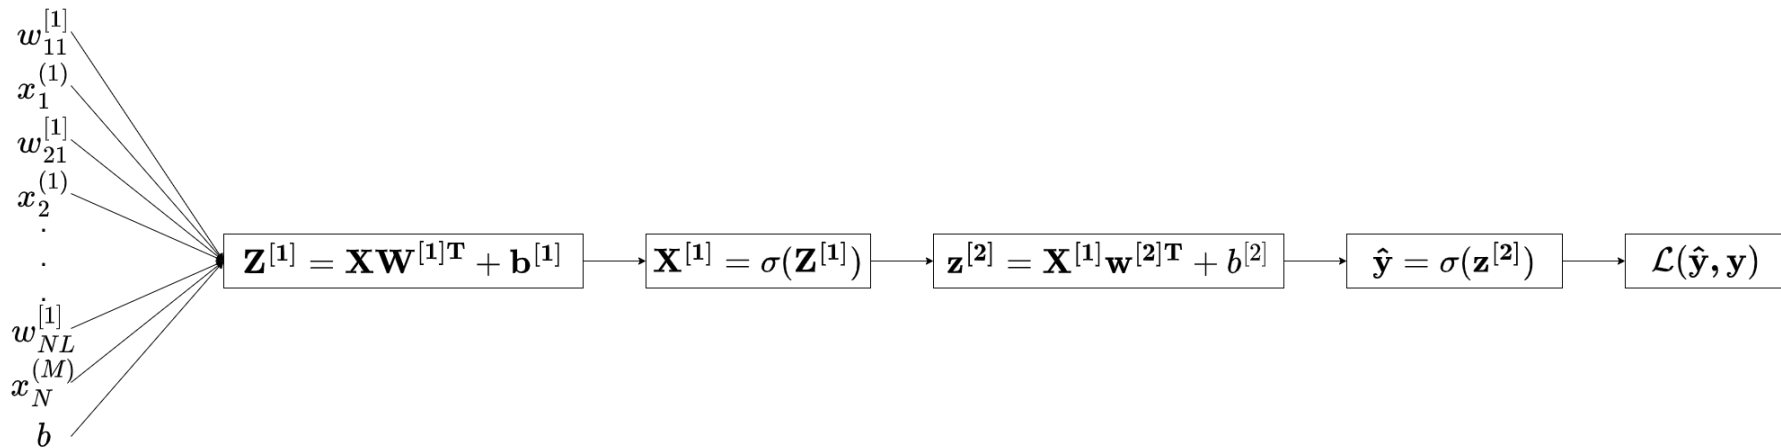 w_{11}^{[1]}
x_1^{(1)}
w_{21}^{[1]}
x_2^{(1)}
.
.
.
w_{NL}^{[1]}
x_N^{(M)}
b
Z^{[1]} = XW^{[1]T} + b^{[1]}
X^{[1]} = σ(Z^{[1]})
z^{[2]} = X^{[1]}w^{[2]T} + b^{[2]}
ŷ = σ(z^{[2]})
ℒ(ŷ, y)